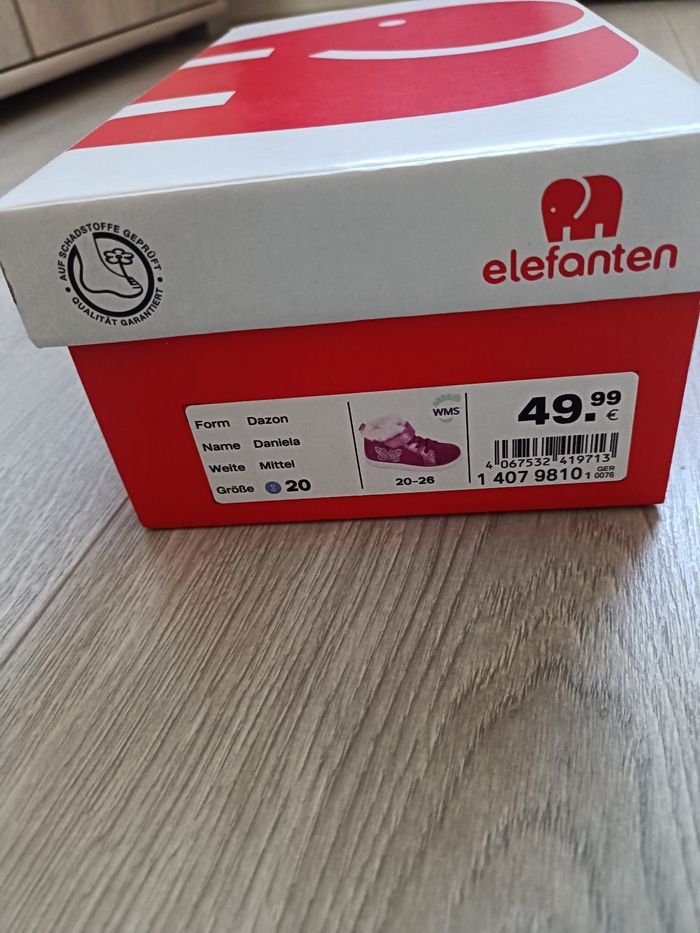 AUF SCHADSTOFFE GEPRÜFT
QUALITÄT GARANTIERT
elefanten
Form Dazon
Name Daniela
Weite Mittel
Größe 20
WMS
20-26
49.99 €
4 067532 419713
1 407 9810 1 GER 0076